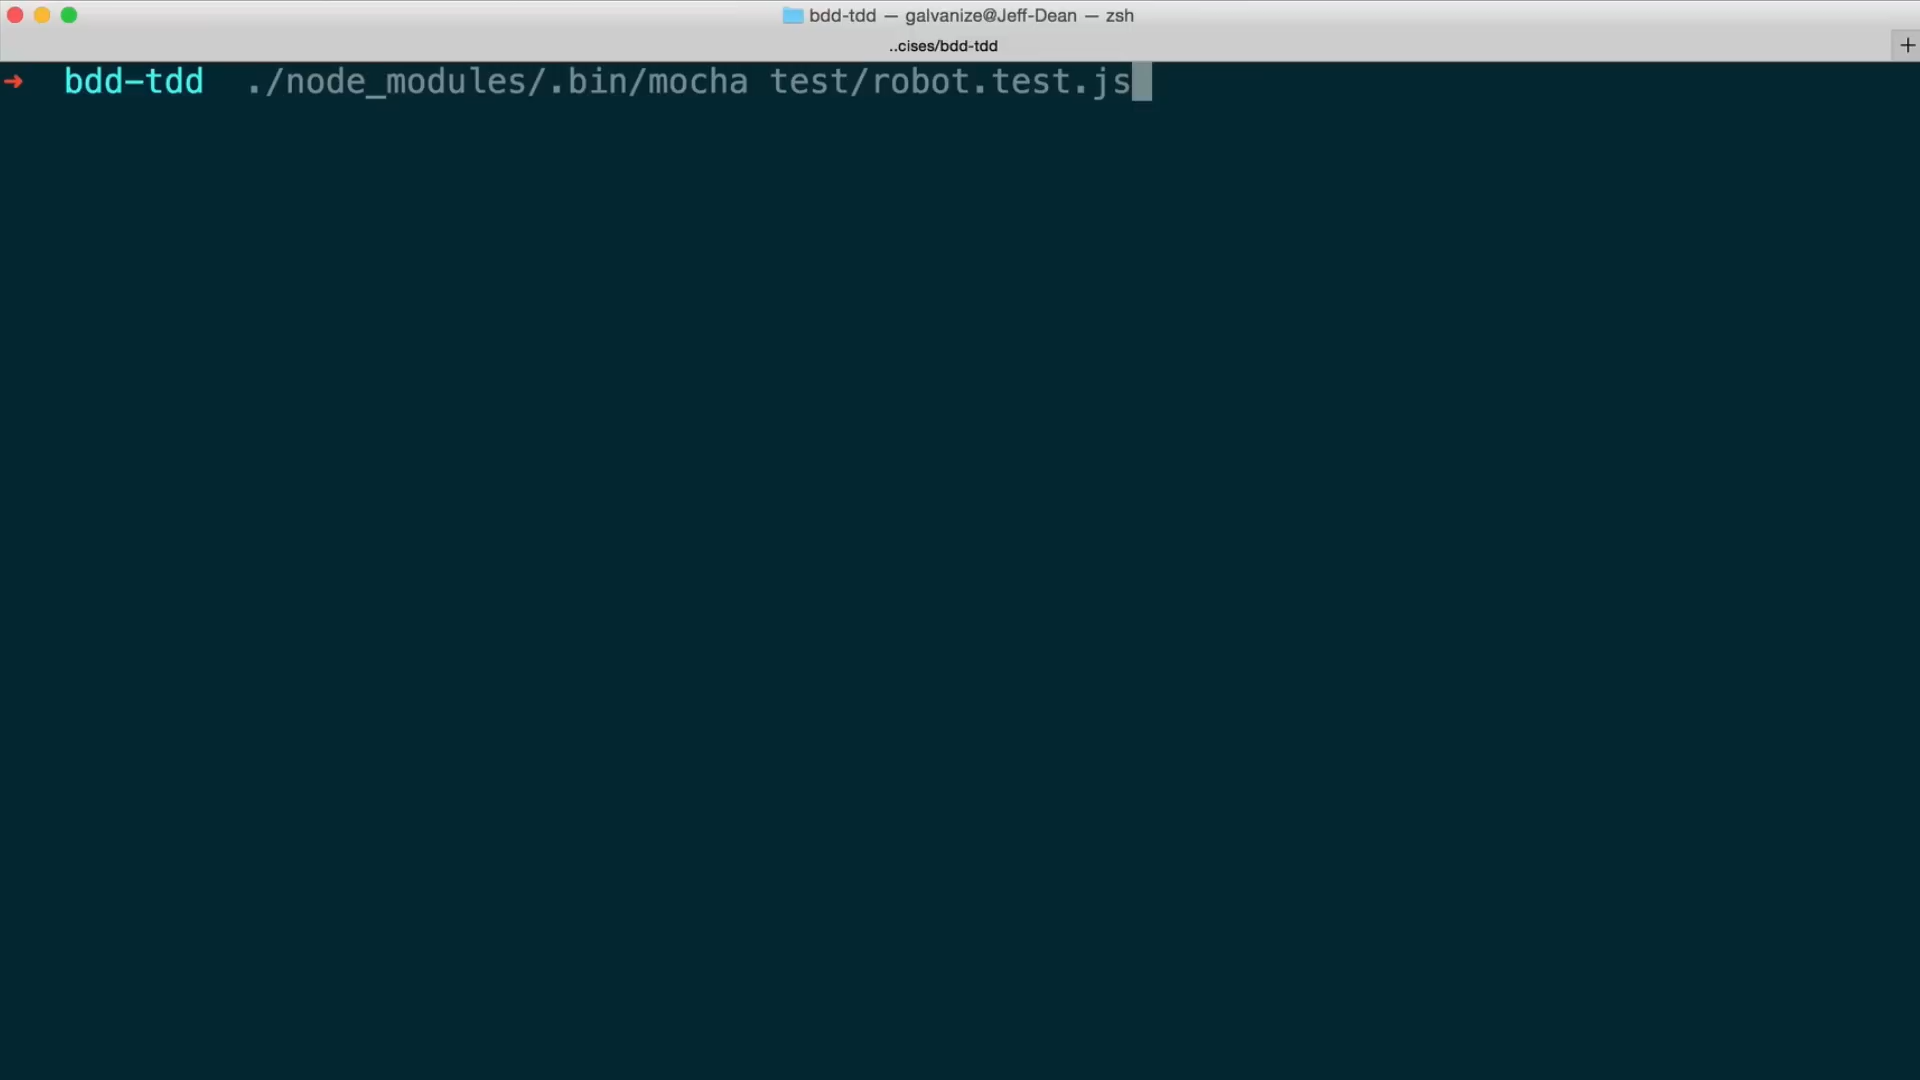 bdd-tdd — galvanize@Jeff-Dean — zsh
..cises/bdd-tdd
➜ bdd-tdd ./node_modules/.bin/mocha test/robot.test.js